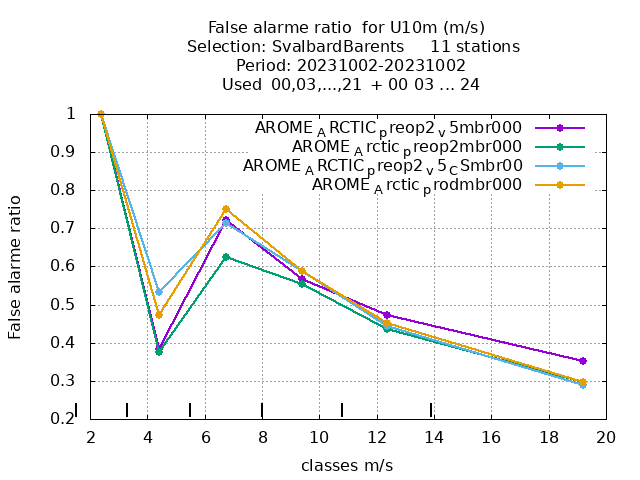 False alarme ratio  for U10m (m/s)
Selection: SvalbardBarents     11 stations
Period: 20231002-20231002
Used  00,03,...,21  + 00 03 ... 24
AROME_ARCTIC_preop2_v5mbr000
AROME_Arctic_preop2mbr000
AROME_ARCTIC_preop2_v5_CSmbr00
AROME_Arctic_prodmbr000
False alarme ratio
1
0.9
0.8
0.7
0.6
0.5
0.4
0.3
0.2
2 4 6 8 10 12 14 16 18 20
classes m/s